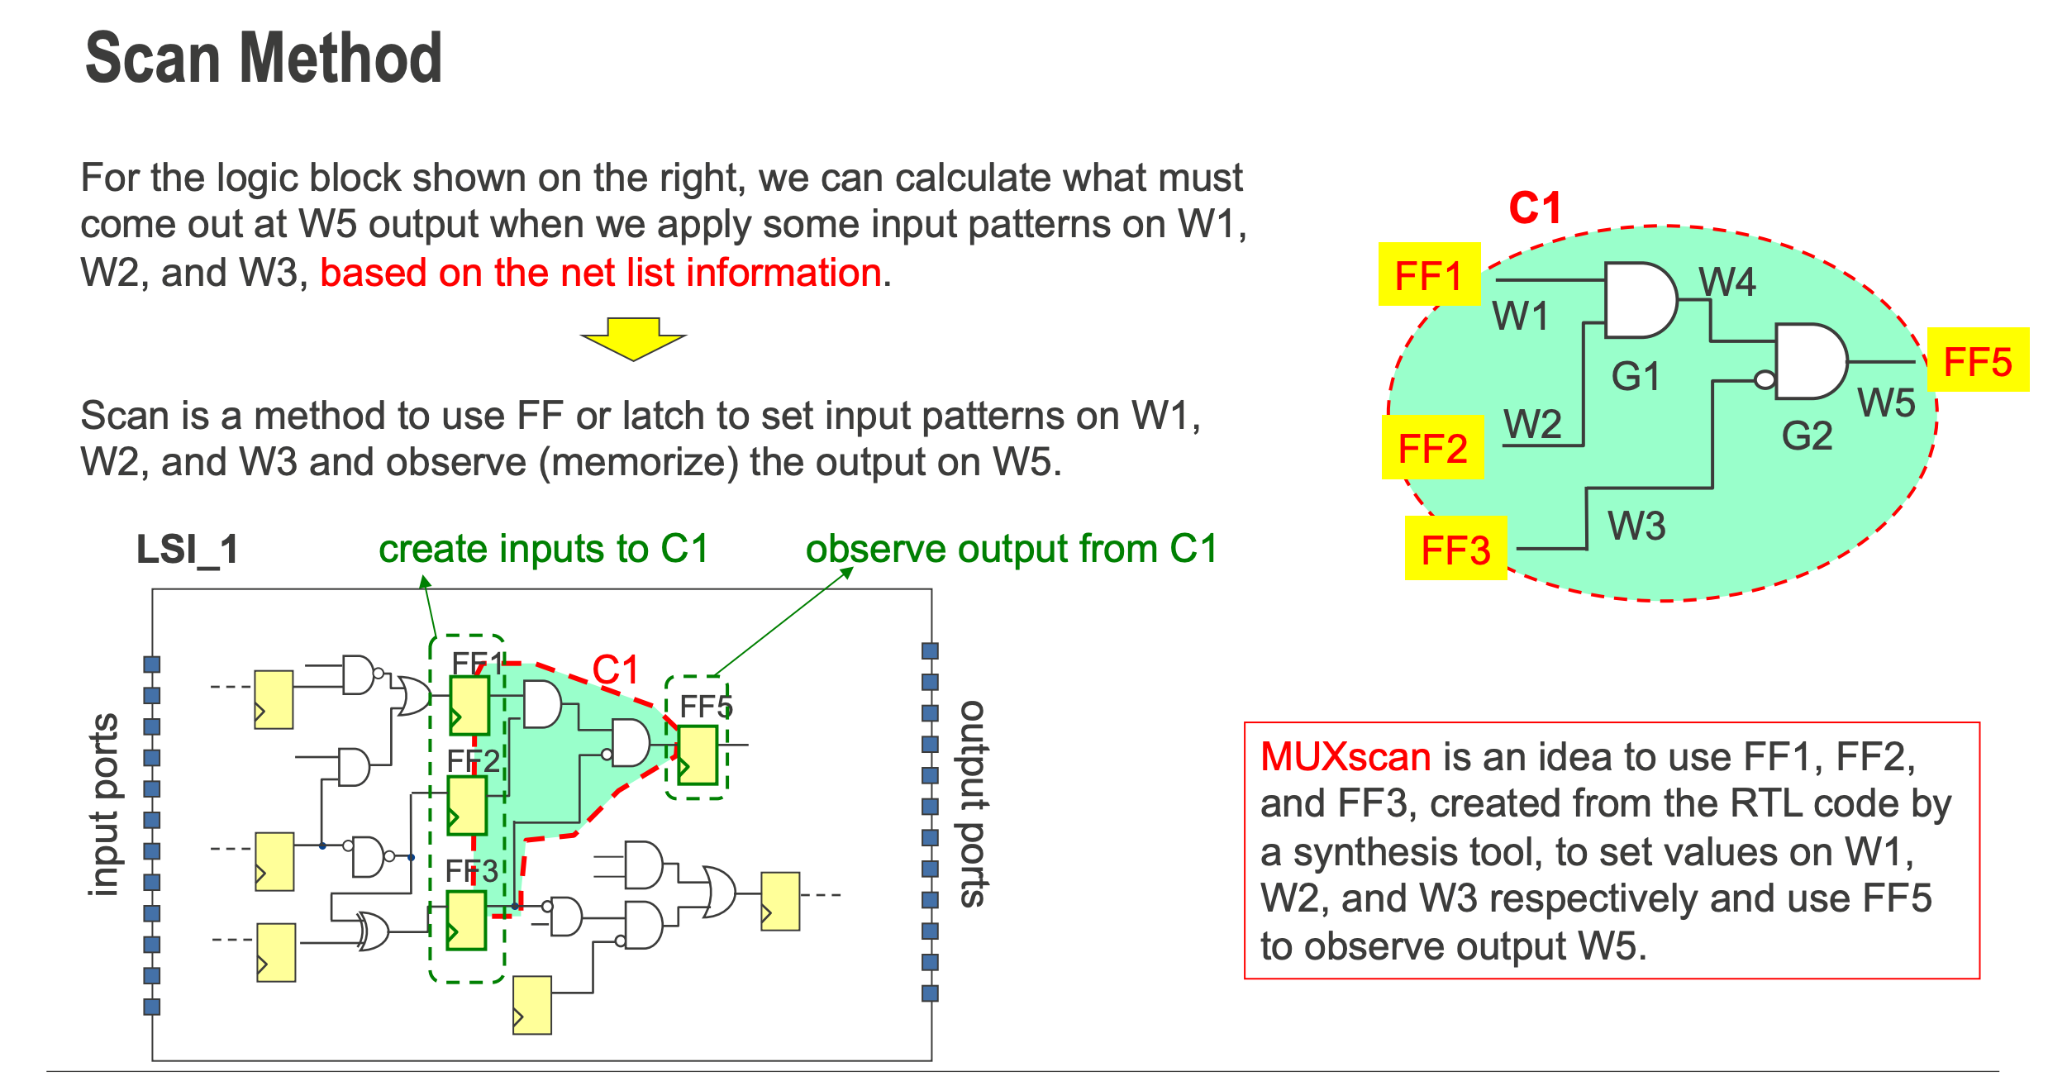 Scan Method
For the logic block shown on the right, we can calculate what must
come out at W5 output when we apply some input patterns on W1,
W2, and W3, based on the net list information.
Scan is a method to use FF or latch to set input patterns on W1,
W2, and W3 and observe (memorize) the output on W5.
C1
FF1
W1
W4
G1
FF5
W5
W2
FF2
G2
W3
FF3
LSI_1
create inputs to C1
observe output from C1
input ports
FF1
C1
FF5
FF2
FF3
output ports
MUXscan is an idea to use FF1, FF2,
and FF3, created from the RTL code by
a synthesis tool, to set values on W1,
W2, and W3 respectively and use FF5
to observe output W5.